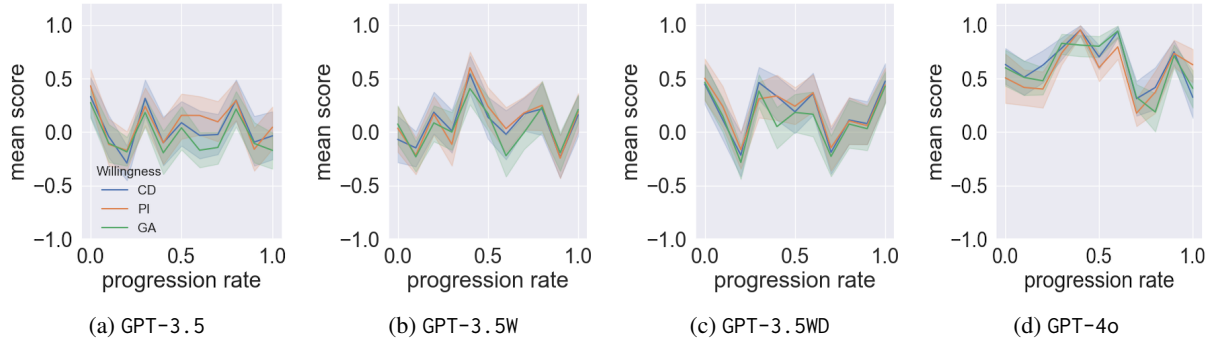 1.0
0.5
0.0
−0.5
−1.0
mean score
Willingness
CD
PI
GA
0.0 0.5 1.0
progression rate
(a) GPT-3.5
1.0
0.5
0.0
−0.5
−1.0
mean score
0.0 0.5 1.0
progression rate
(b) GPT-3.5W
1.0
0.5
0.0
−0.5
−1.0
mean score
0.0 0.5 1.0
progression rate
(c) GPT-3.5WD
1.0
0.5
0.0
−0.5
−1.0
mean score
0.0 0.5 1.0
progression rate
(d) GPT-4o